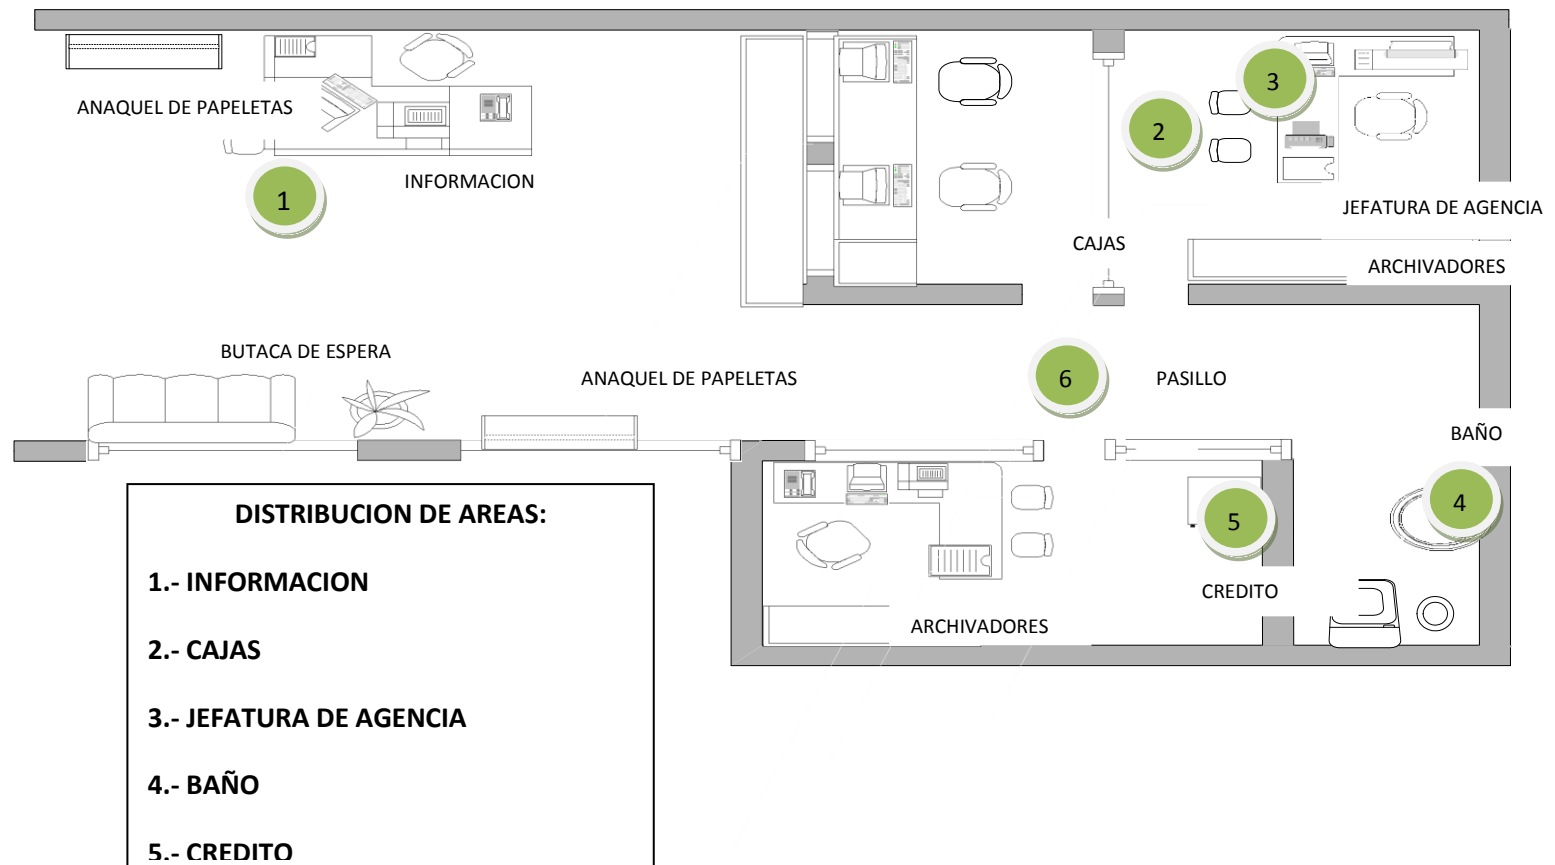 3
2
ANAQUEL DE PAPELETAS
INFORMACION
1
JEFATURA DE AGENCIA
CAJAS
ARCHIVADORES
BUTACA DE ESPERA
ANAQUEL DE PAPELETAS
6
PASILLO
BAÑO
4
5
CREDITO
ARCHIVADORES
DISTRIBUCION DE AREAS:
1.- INFORMACION
2.- CAJAS
3.- JEFATURA DE AGENCIA
4.- BAÑO
5.- CREDITO